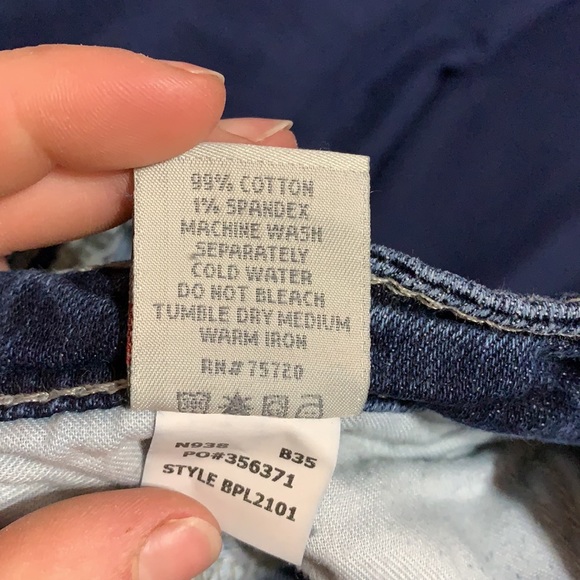 99% COTTON
1% SPANDEX
MACHINE WASH
SEPARATELY
COLD WATER
DO NOT BLEACH
TUMBLE DRY MEDIUM
WARM IRON
RN# 75720
N938 B35
PO#356371
STYLE BPL2101